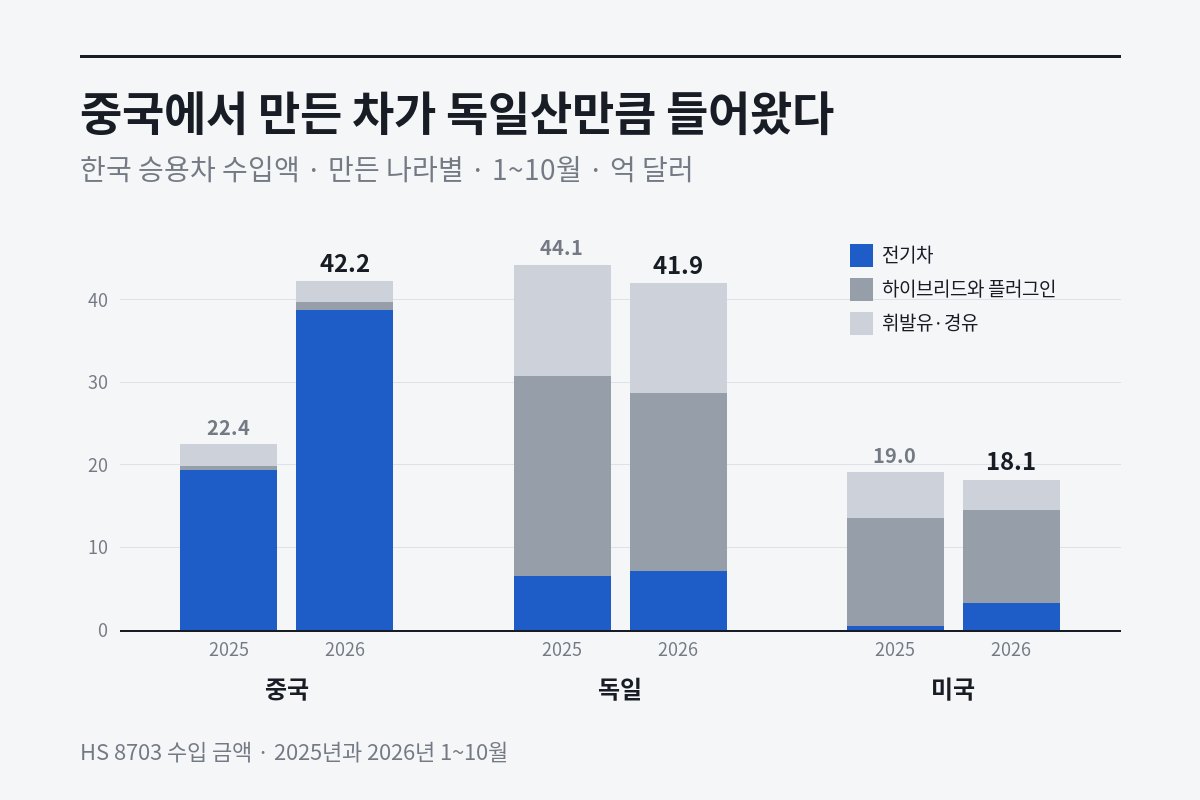 중국에서 만든 차가 독일산만큼 들어왔다
한국 승용차 수입액 · 만든 나라별 · 1~10월 · 억 달러
전기차
하이브리드와 플러그인
휘발유·경유
40
30
20
10
0
22.4
42.2
44.1
41.9
19.0
18.1
2025
2026
2025
2026
2025
2026
중국
독일
미국
HS 8703 수입 금액 · 2025년과 2026년 1~10월